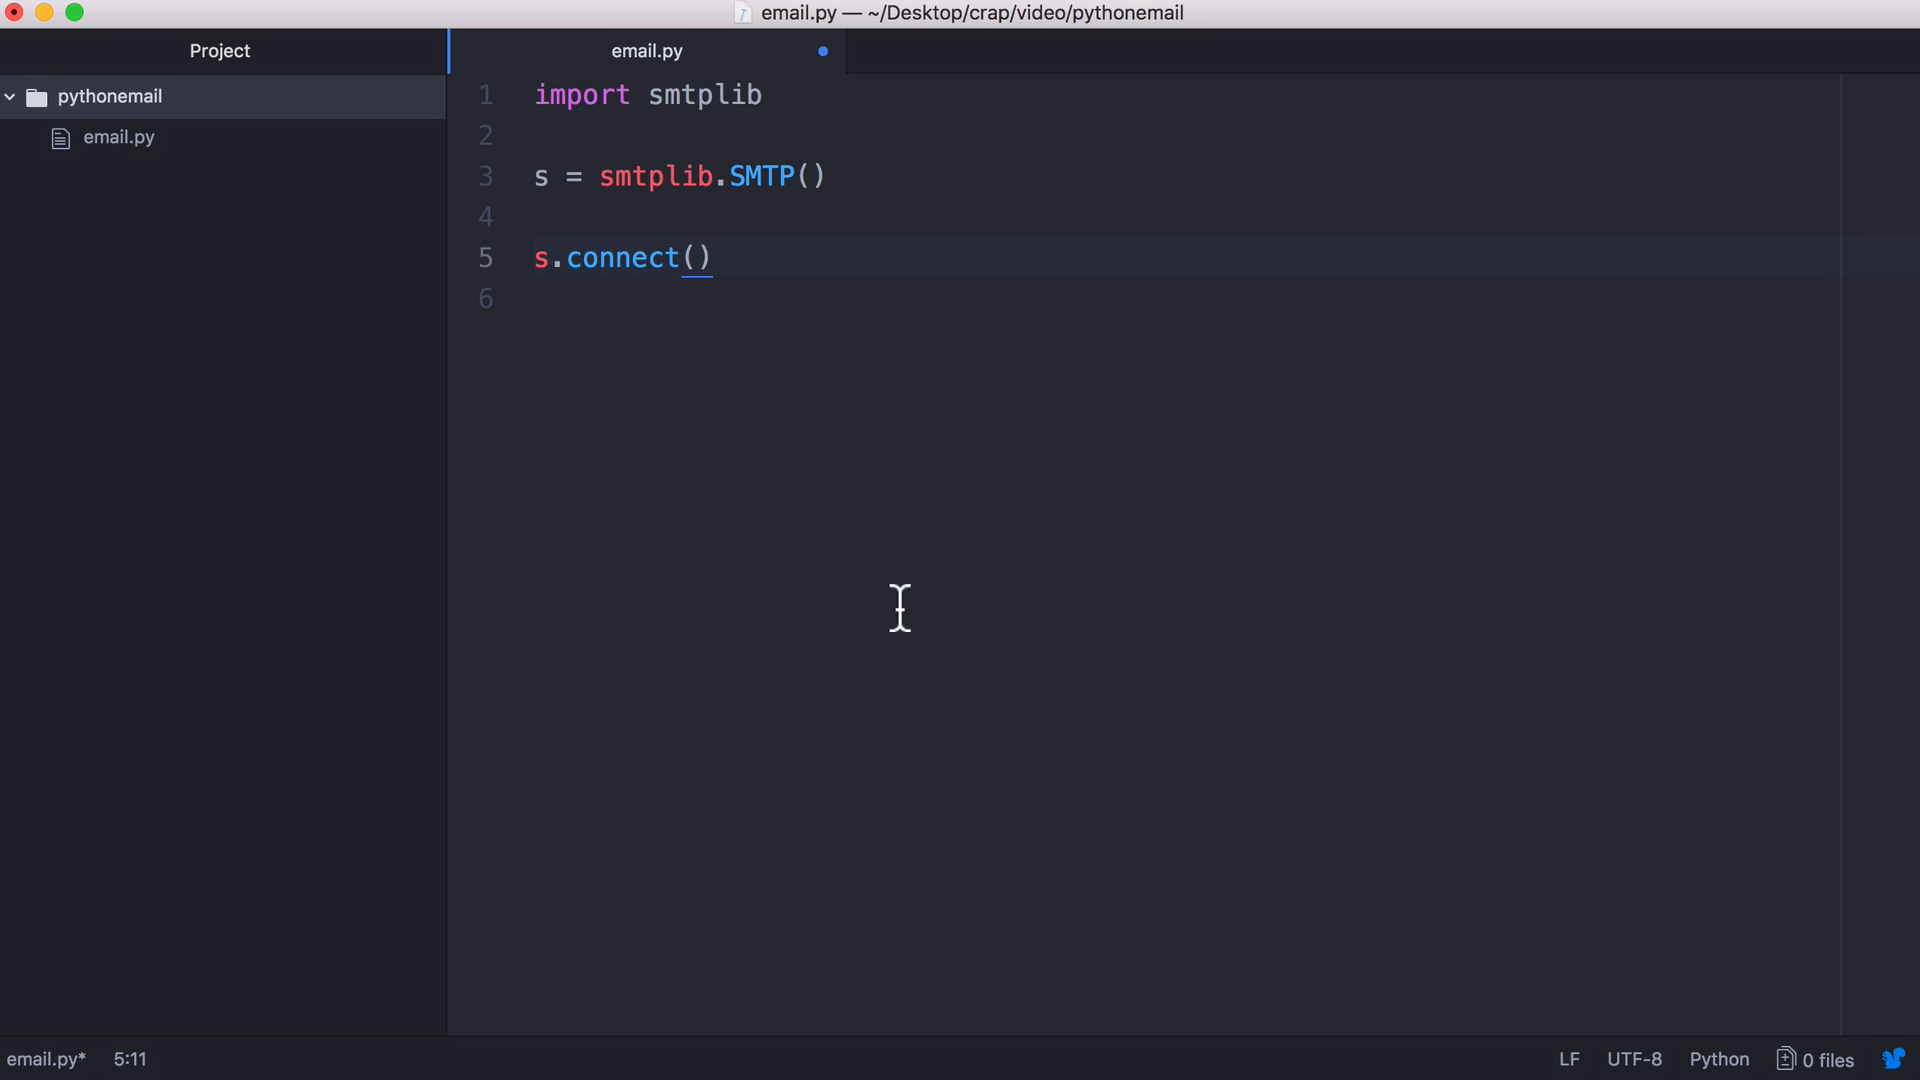 email.py — ~/Desktop/crap/video/pythonemail
Project
email.py
pythonemail
email.py
1 import smtplib
2
3 s = smtplib.SMTP()
4
5 s.connect()
6
email.py* 5:11 LF UTF-8 Python 0 files